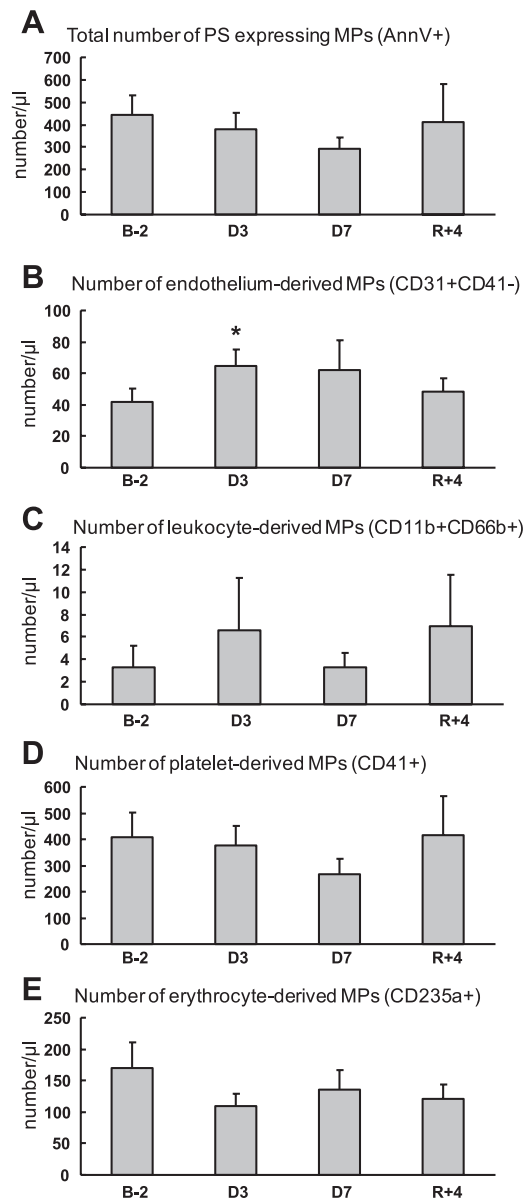 A
Total number of PS expressing MPs (AnnV+)
number/µl
700
600
500
400
300
200
100
0
B-2 D3 D7 R+4
B
Number of endothelium-derived MPs (CD31+CD41-)
number/µl
100
80
60
40
20
0
*
B-2 D3 D7 R+4
C
Number of leukocyte-derived MPs (CD11b+CD66b+)
number/µl
14
12
10
8
6
4
2
0
B-2 D3 D7 R+4
D
Number of platelet-derived MPs (CD41+)
number/µl
600
500
400
300
200
100
0
B-2 D3 D7 R+4
E
Number of erythrocyte-derived MPs (CD235a+)
number/µl
250
200
150
100
50
0
B-2 D3 D7 R+4